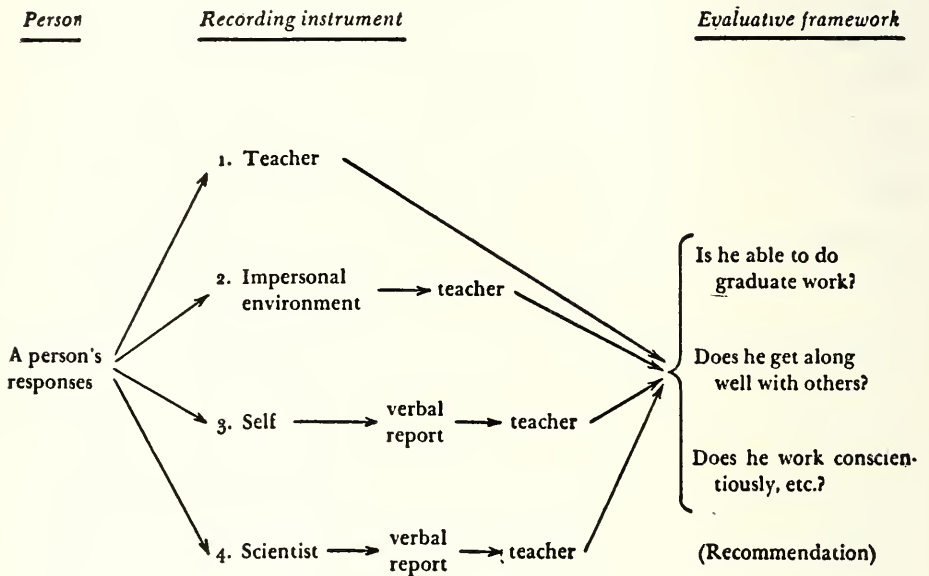 Person Recording instrument Evaluative framework
1. Teacher
2. Impersonal
environment
teacher
A person's
responses
3. Self
verbal
report
teacher
4. Scientist
verbal
report
teacher
Is he able to do
graduate work?
Does he get along
well with others?
Does he work conscien-
tiously, etc.?
(Recommendation)